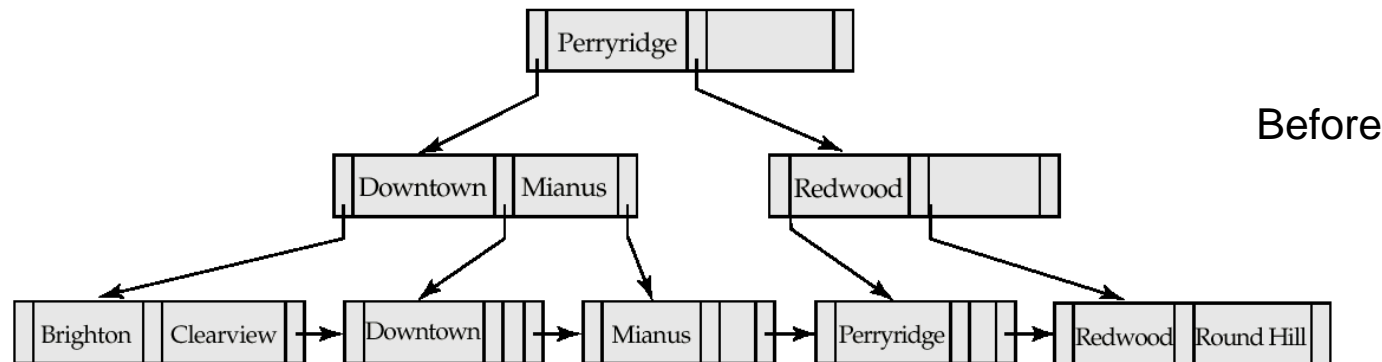 Perryridge
Before
Downtown Mianus Redwood
Brighton Clearview Downtown Mianus Perryridge Redwood Round Hill